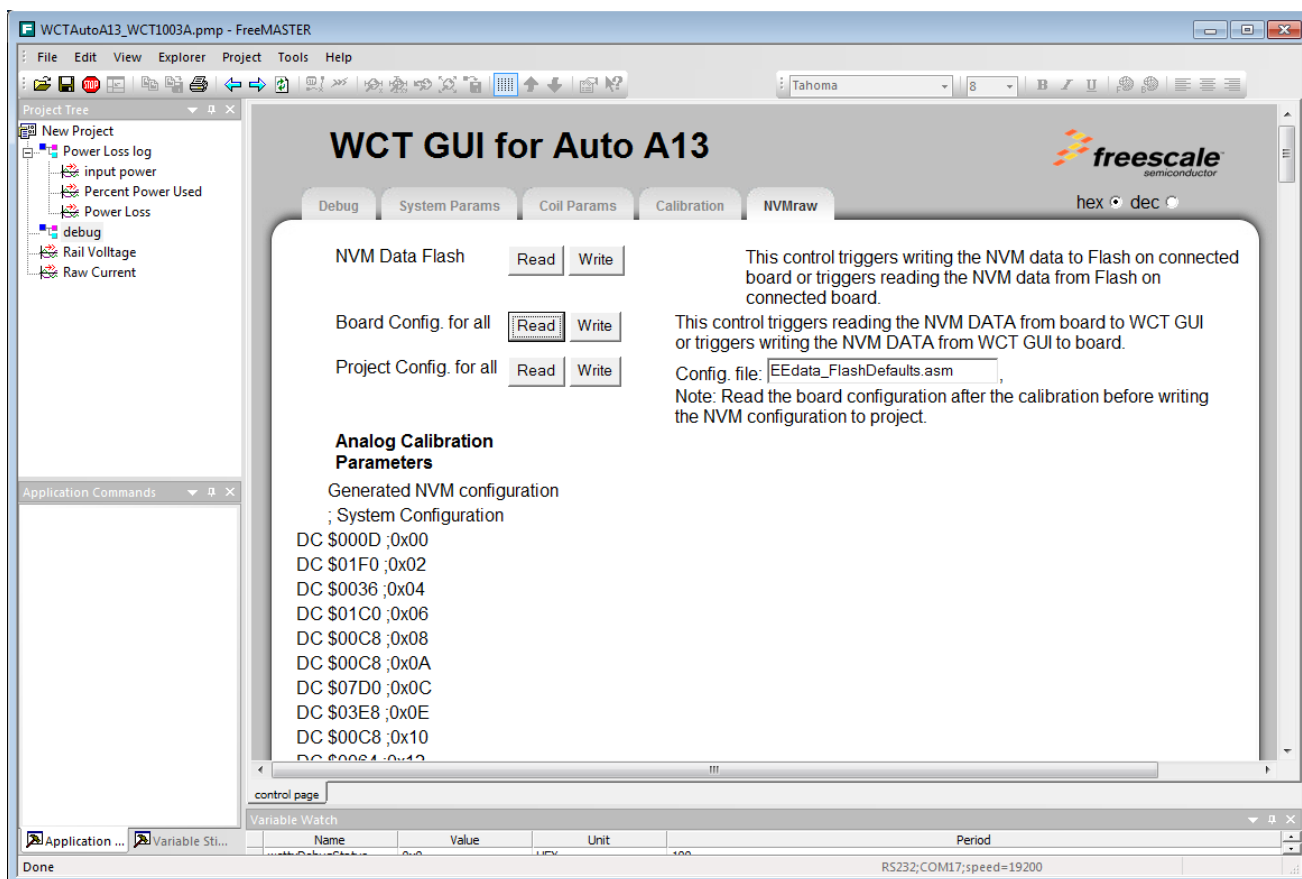 WCTAutoA13_WCT1003A.pmp - FreeMASTER
File Edit View Explorer Project Tools Help
STOP
Tahoma 8 B I U
Project Tree
New Project
Power Loss log
input power
Percent Power Used
Power Loss
debug
Rail Volltage
Raw Current
Application Commands
Application ... Variable Sti...
WCT GUI for Auto A13
freescale
semiconductor
Debug System Params Coil Params Calibration NVMraw
hex dec
NVM Data Flash Read Write
This control triggers writing the NVM data to Flash on connected
board or triggers reading the NVM data from Flash on
connected board.
Board Config. for all Read Write
This control triggers reading the NVM DATA from board to WCT GUI
or triggers writing the NVM DATA from WCT GUI to board.
Project Config. for all Read Write
Config. file: EEdata_FlashDefaults.asm ,
Note: Read the board configuration after the calibration before writing
the NVM configuration to project.
Analog Calibration
Parameters
Generated NVM configuration
; System Configuration
DC $000D ;0x00
DC $01F0 ;0x02
DC $0036 ;0x04
DC $01C0 ;0x06
DC $00C8 ;0x08
DC $00C8 ;0x0A
DC $07D0 ;0x0C
DC $03E8 ;0x0E
DC $00C8 ;0x10
DC $0064 ;0x12
control page
Variable Watch
Name Value Unit Period
Done
RS232;COM17;speed=19200